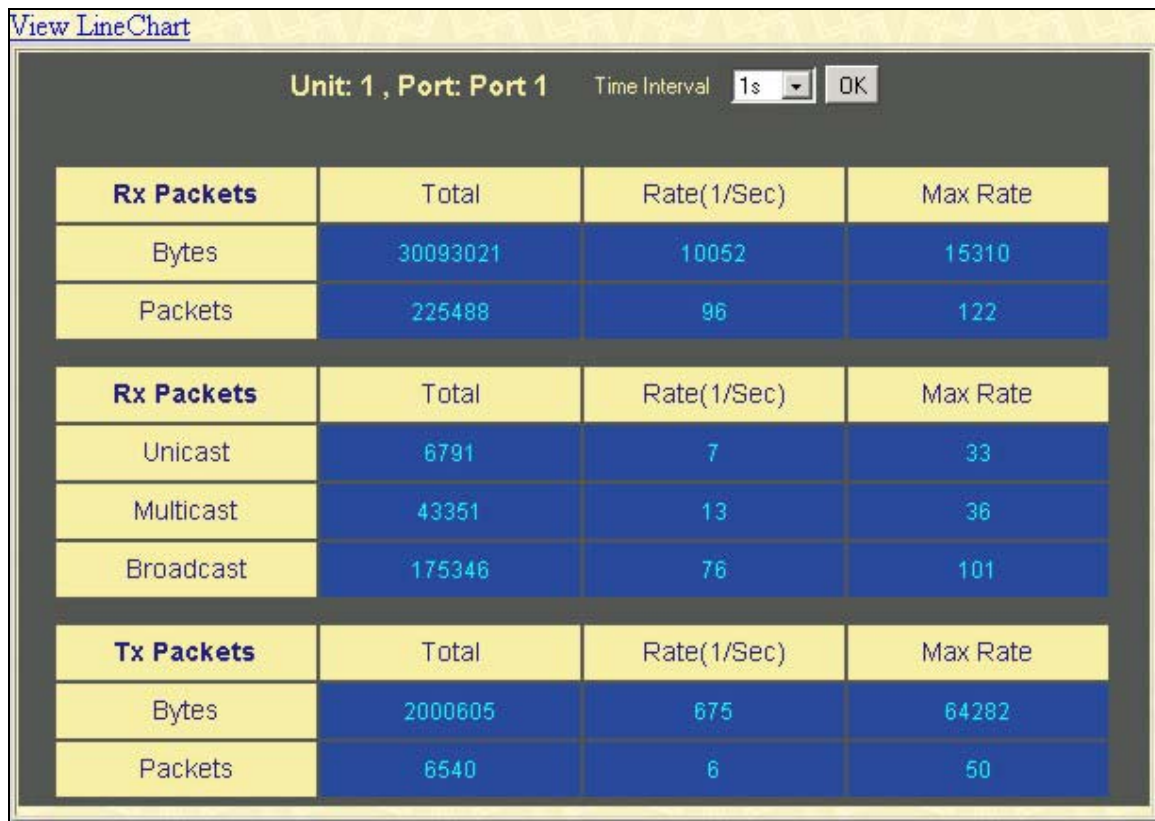 View LineChart
Unit: 1 , Port: Port 1 Time Interval 1s OK
Rx Packets Total Rate(1/Sec) Max Rate
Bytes 30093021 10052 15310
Packets 225488 96 122
Rx Packets Total Rate(1/Sec) Max Rate
Unicast 6791 7 33
Multicast 43351 13 36
Broadcast 175346 76 101
Tx Packets Total Rate(1/Sec) Max Rate
Bytes 2000605 675 64282
Packets 6540 6 50